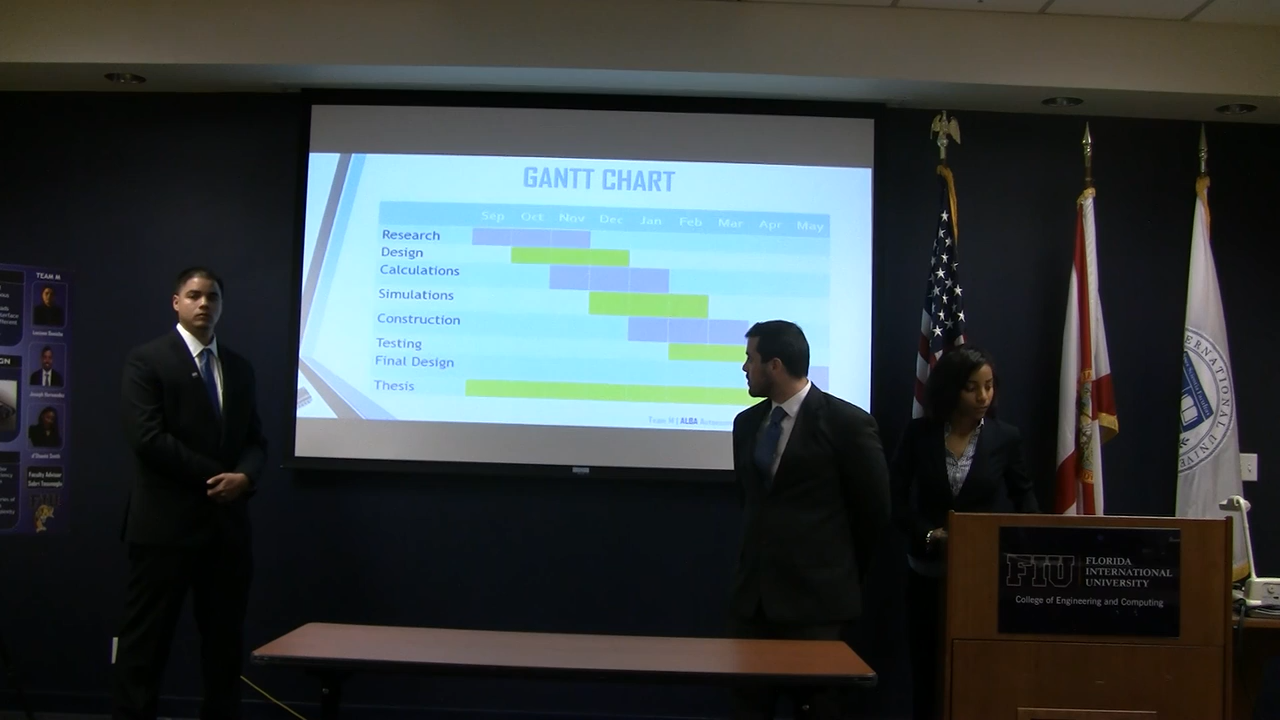 GANTT CHART
Sep Oct Nov Dec Jan Feb Mar Apr May
Research
Design
Calculations
Simulations
Construction
Testing
Final Design
Thesis
Team M | ALBA
TEAM M
Faculty Advisor
FIU
FIU
FLORIDA
INTERNATIONAL
UNIVERSITY
College of Engineering and Computing